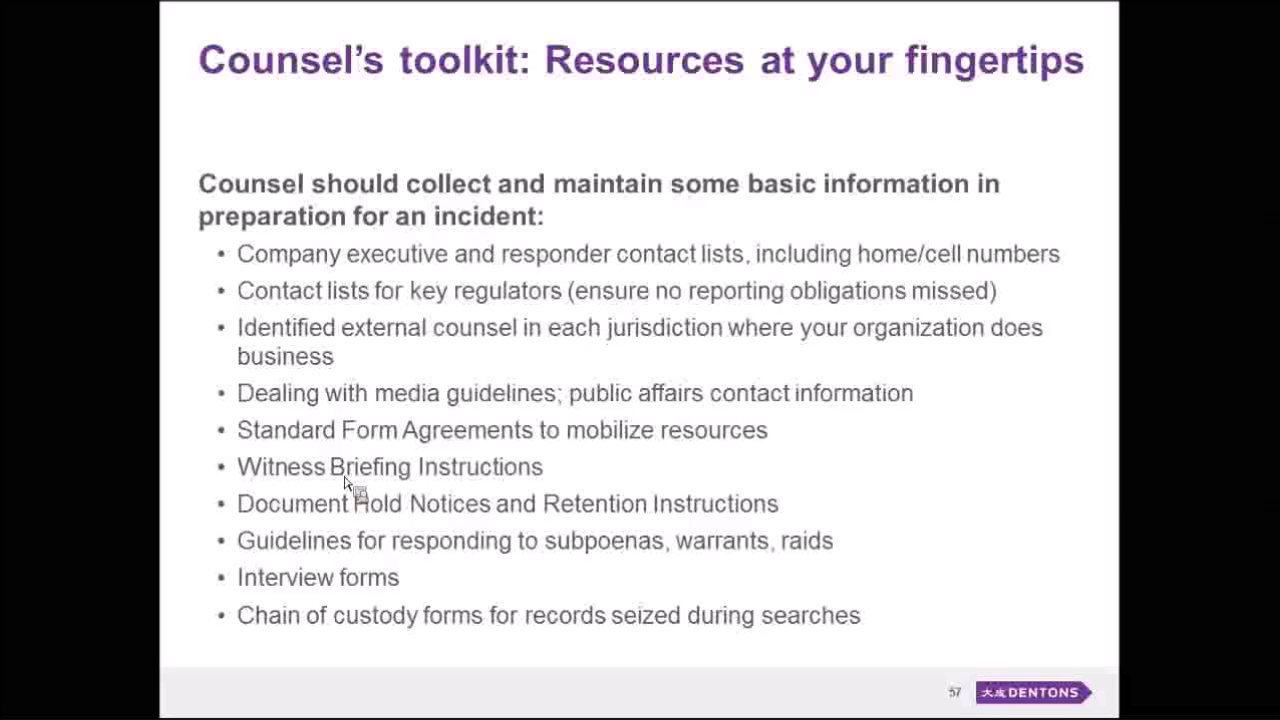 Counsel's toolkit: Resources at your fingertips
Counsel should collect and maintain some basic information in
preparation for an incident:
• Company executive and responder contact lists, including home/cell numbers
• Contact lists for key regulators (ensure no reporting obligations missed)
• Identified external counsel in each jurisdiction where your organization does
business
• Dealing with media guidelines; public affairs contact information
• Standard Form Agreements to mobilize resources
• Witness Briefing Instructions
• Document Hold Notices and Retention Instructions
• Guidelines for responding to subpoenas, warrants, raids
• Interview forms
• Chain of custody forms for records seized during searches
57 大成 DENTONS